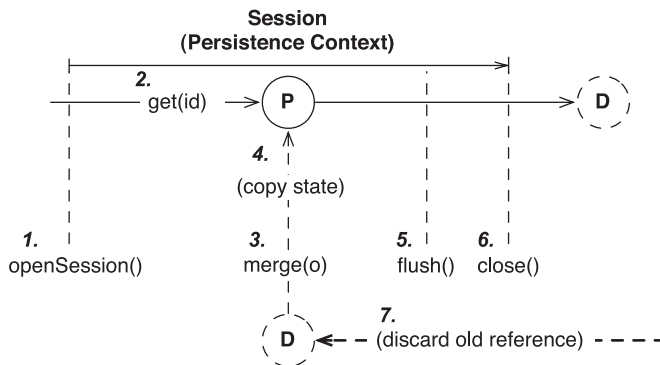 Session
(Persistence Context)
2.
get(id)
P
D
4.
(copy state)
1.
3.
5.
6.
openSession()
merge(o)
flush()
close()
7.
D
(discard old reference)